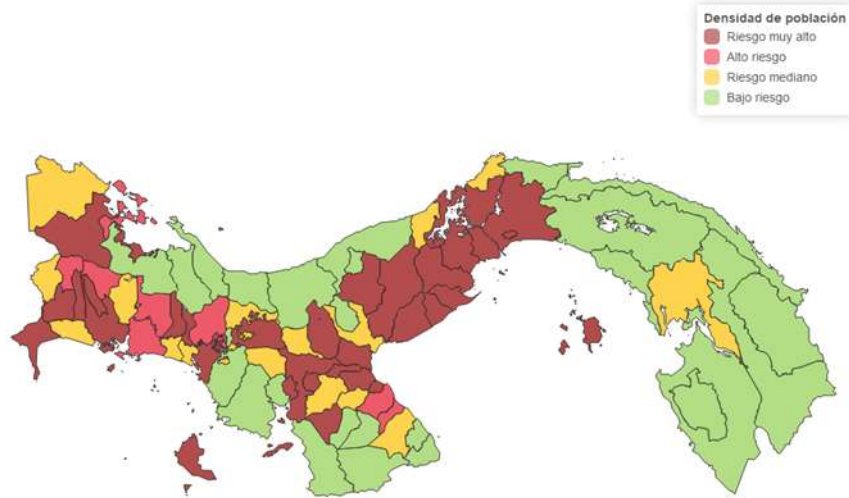 Densidad de población
Riesgo muy alto
Alto riesgo
Riesgo mediano
Bajo riesgo